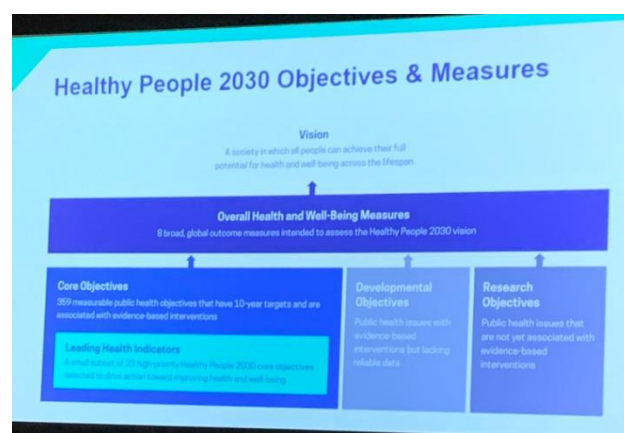 Healthy People 2030 Objectives & Measures
Vision
A society in which all people can achieve their full
potential for health and well-being across the lifespan
Overall Health and Well-Being Measures
8 broad, global outcome measures intended to assess the Healthy People 2030 vision
Core Objectives
359 measurable public health objectives that have 10-year targets and are
associated with evidence-based interventions
Leading Health Indicators
A small subset of 23 high-priority Healthy People 2030 core objectives
selected to drive action toward improving health and well-being
Developmental
Objectives
Public health issues with
evidence-based
interventions but lacking
reliable data
Research
Objectives
Public health issues that
are not yet associated with
evidence-based
interventions